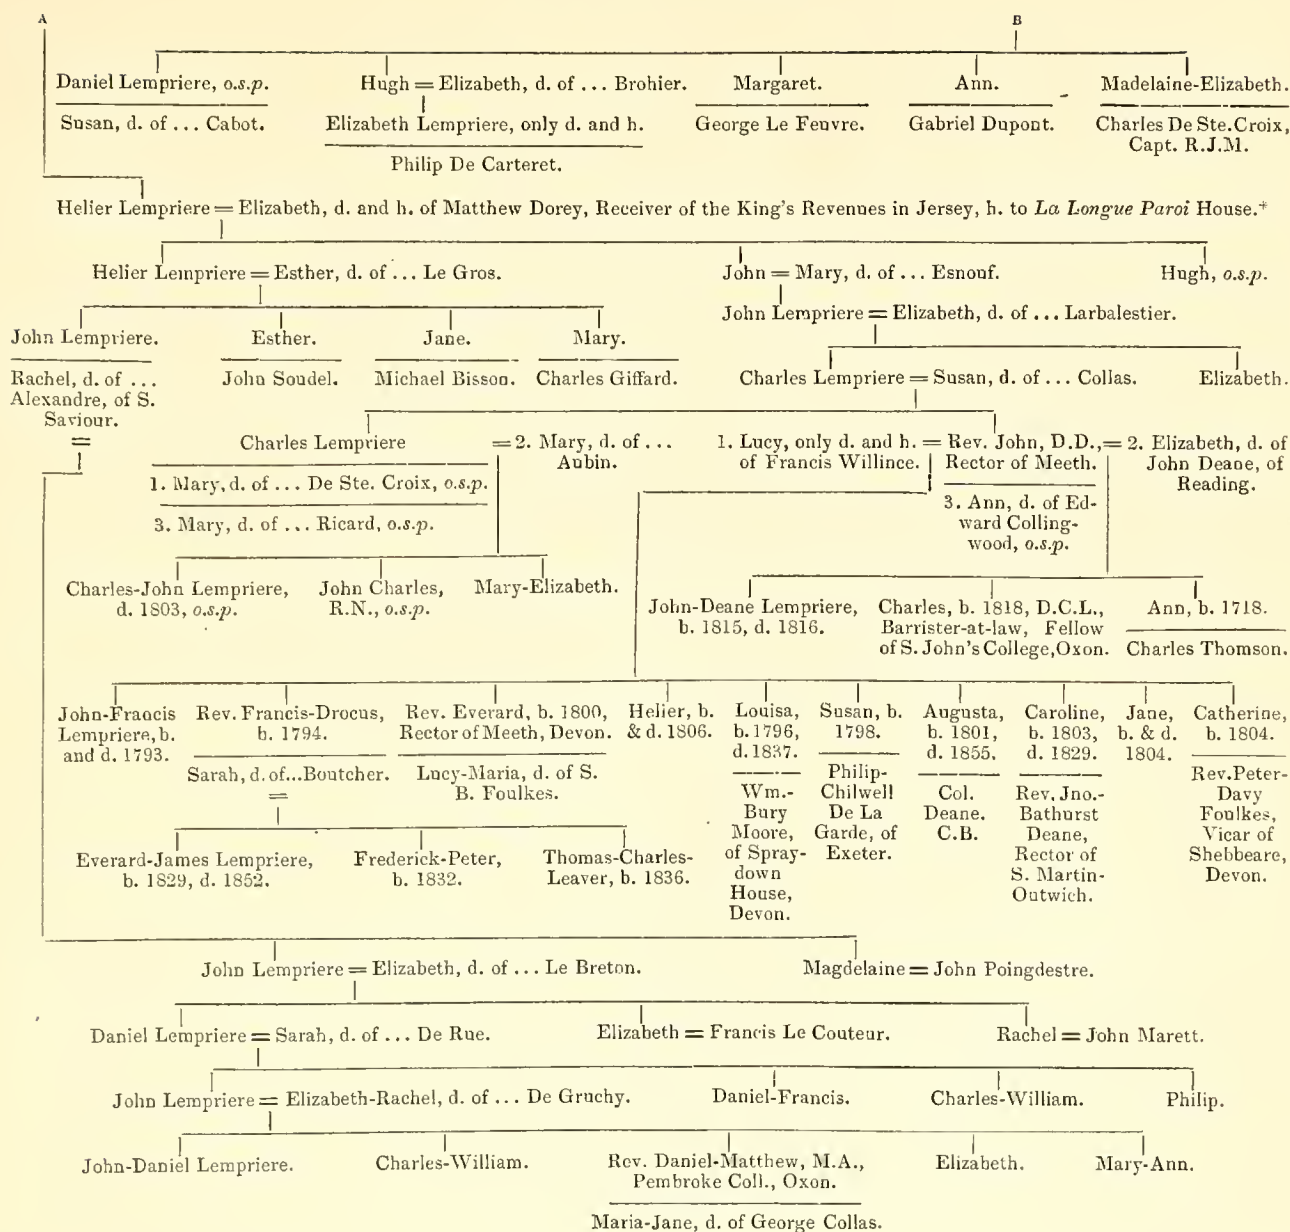 A
B
Daniel Lempriere, o.s.p.
Susan, d. of ... Cabot.
Hugh = Elizabeth, d. of ... Brohier.
Elizabeth Lempriere, only d. and h.
Philip De Carteret.
Margaret.
George Le Feuvre.
Ann.
Gabriel Dupont.
Madelaine-Elizabeth.
Charles De Ste. Croix,
Capt. R.J.M.
Helier Lempriere = Elizabeth, d. and h. of Matthew Dorey, Receiver of the King's Revenues in Jersey, h. to La Longue Paroi House.*
Helier Lempriere = Esther, d. of ... Le Gros.
John = Mary, d. of ... Esnouf.
Hugh, o.s.p.
John Lempriere = Elizabeth, d. of ... Larbalestier.
John Lempriere.
Rachel, d. of ...
Alexandre, of S.
Saviour.
=
Esther.
John Soudel.
Jane.
Michael Bisson.
Mary.
Charles Giffard.
Charles Lempriere = Susan, d. of ... Collas.
Elizabeth.
Charles Lempriere
1. Mary, d. of ... De Ste. Croix, o.s.p.
3. Mary, d. of ... Ricard, o.s.p.
= 2. Mary, d. of ...
Aubin.
1. Lucy, only d. and h. = Rev. John, D.D., = 2. Elizabeth, d. of
of Francis Willince.
Rector of Meeth.
John Deane, of
Reading.
3. Ann, d. of Ed-
ward Colling-
wood, o.s.p.
Charles-John Lempriere,
d. 1803, o.s.p.
John Charles,
R.N., o.s.p.
Mary-Elizabeth.
John-Deane Lempriere,
b. 1815, d. 1816.
Charles, b. 1818, D.C.L.,
Barrister-at-law, Fellow
of S. John's College, Oxon.
Ann, b. 1718.
Charles Thomson.
John-Francis
Lempriere, b.
and d. 1793.
Rev. Francis-Drocus,
b. 1794.
Sarah, d. of ... Boutcher.
=
Rev. Everard, b. 1800,
Rector of Meeth, Devon.
Lucy-Maria, d. of S.
B. Foulkes.
Helier, b.
& d. 1806.
Louisa,
b. 1796,
d. 1837.
Wm.-
Bury
Moore,
of Spray-
down
House,
Devon.
Susan, b.
1798.
Philip-
Chilwell
De La
Garde, of
Exeter.
Augusta,
b. 1801,
d. 1855.
Col.
Deane.
C.B.
Caroline,
b. 1803,
d. 1829.
Rev. Jno.-
Bathurst
Deane,
Rector of
S. Martin-
Outwich.
Jane,
b. & d.
1804.
Catherine,
b. 1804.
Rev. Peter-
Davy
Foulkes,
Vicar of
Shebbeare,
Devon.
Everard-James Lempriere,
b. 1829, d. 1852.
Frederick-Peter,
b. 1832.
Thomas-Charles-
Leaver, b. 1836.
John Lempriere = Elizabeth, d. of ... Le Breton.
Magdelaine = John Poingdestre.
Daniel Lempriere = Sarah, d. of ... De Rue.
Elizabeth = Francis Le Couteur.
Rachel = John Marett.
John Lempriere = Elizabeth-Rachel, d. of ... De Gruchy.
Daniel-Francis.
Charles-William.
Philip.
John-Daniel Lempriere.
Charles-William.
Rev. Daniel-Matthew, M.A.,
Pembroke Coll., Oxon.
Maria-Jane, d. of George Collas.
Elizabeth.
Mary-Ann.